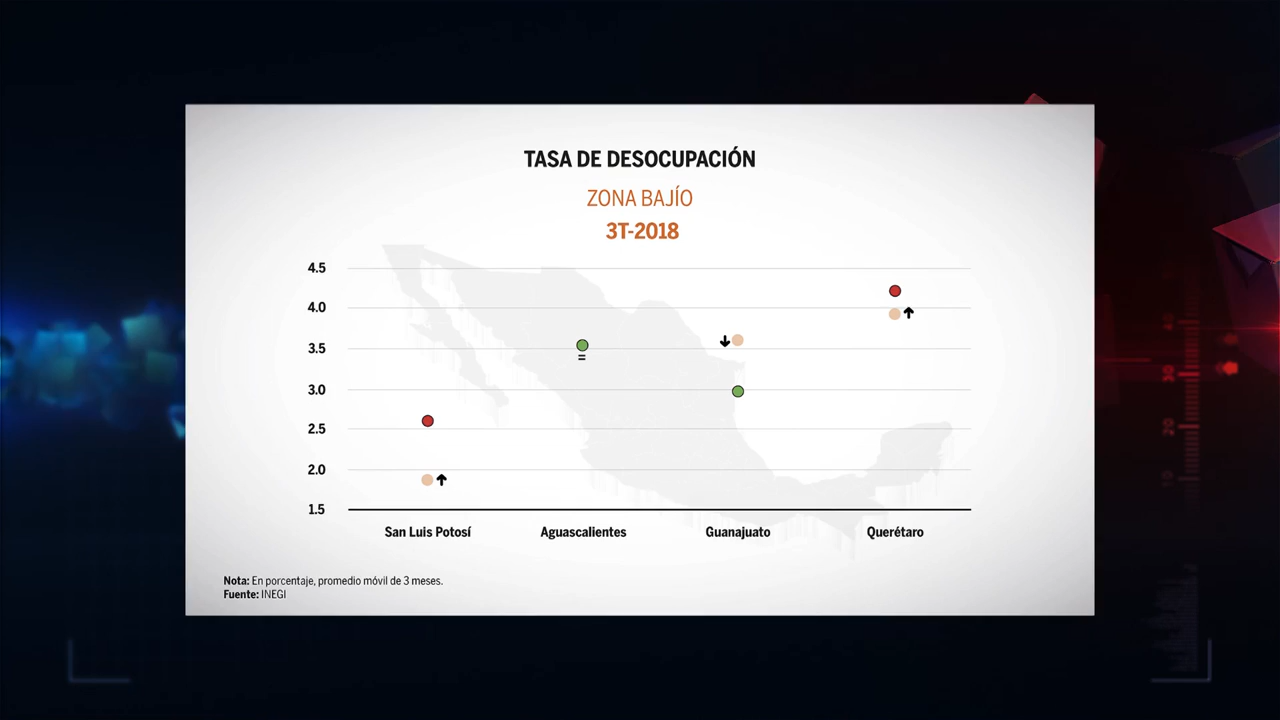 TASA DE DESOCUPACIÓN
ZONA BAJÍO
3T-2018
4.5
4.0
3.5
3.0
2.5
2.0
1.5
=
San Luis Potosí
Aguascalientes
Guanajuato
Querétaro
Nota: En porcentaje, promedio móvil de 3 meses.
Fuente: INEGI